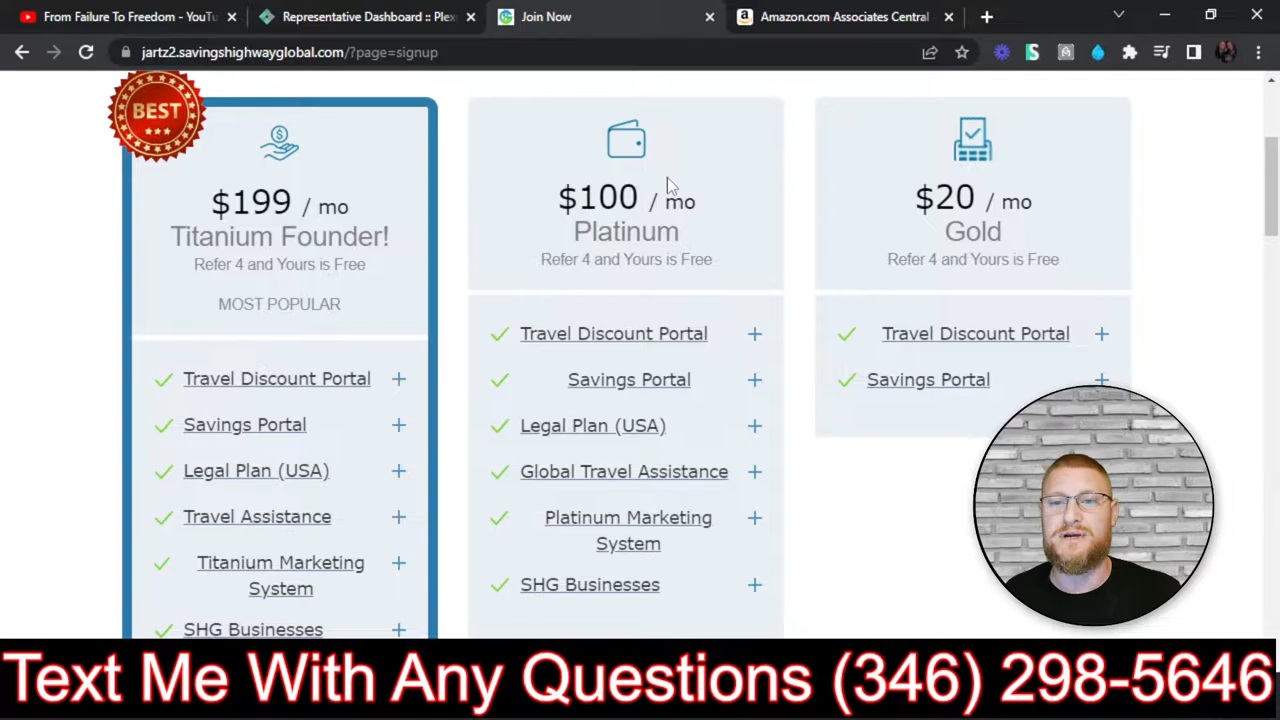 From Failure To Freedom - YouTu
Representative Dashboard :: Plex
Join Now
Amazon.com Associates Central
jartz2.savingshighwayglobal.com/?page=signup
BEST
$199 / mo
Titanium Founder!
Refer 4 and Yours is Free
MOST POPULAR
Travel Discount Portal
Savings Portal
Legal Plan (USA)
Travel Assistance
Titanium Marketing
System
SHG Businesses
$100 / mo
Platinum
Refer 4 and Yours is Free
Travel Discount Portal
Savings Portal
Legal Plan (USA)
Global Travel Assistance
Platinum Marketing
System
SHG Businesses
$20 / mo
Gold
Refer 4 and Yours is Free
Travel Discount Portal
Savings Portal
Text Me With Any Questions (346) 298-5646